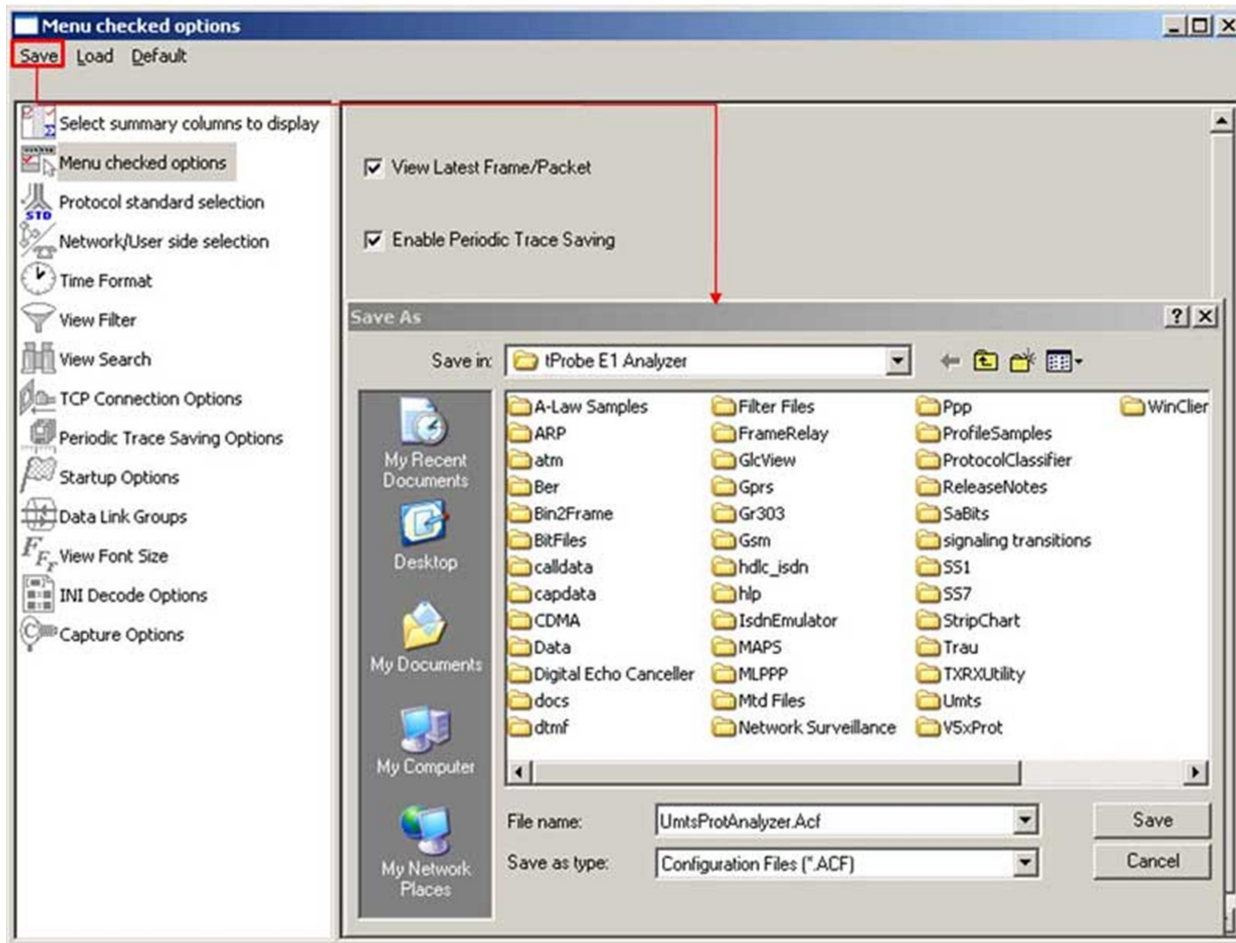 Menu checked options
Save Load Default
Select summary columns to display
Menu checked options
STD
Protocol standard selection
Network/User side selection
Time Format
View Filter
View Search
TCP Connection Options
Periodic Trace Saving Options
Startup Options
Data Link Groups
View Font Size
INI Decode Options
Capture Options
View Latest Frame/Packet
Enable Periodic Trace Saving
Save As
Save in: tProbe E1 Analyzer
My Recent Documents
Desktop
My Documents
My Computer
My Network Places
A-Law Samples
ARP
atm
Ber
Bin2Frame
BitFiles
calldata
capdata
CDMA
Data
Digital Echo Canceller
docs
dtmf
Filter Files
FrameRelay
GlcView
Gprs
Gr303
Gsm
hdlc_isdn
hlp
IsdnEmulator
MAPS
MLPPP
Mtd Files
Network Surveillance
Ppp
ProfileSamples
ProtocolClassifier
ReleaseNotes
SaBits
signaling transitions
SS1
SS7
StripChart
Trau
TXRXUtility
Umts
V5xProt
WinClier
File name: UmtsProtAnalyzer.Acf
Save
Save as type: Configuration Files (*.ACF)
Cancel